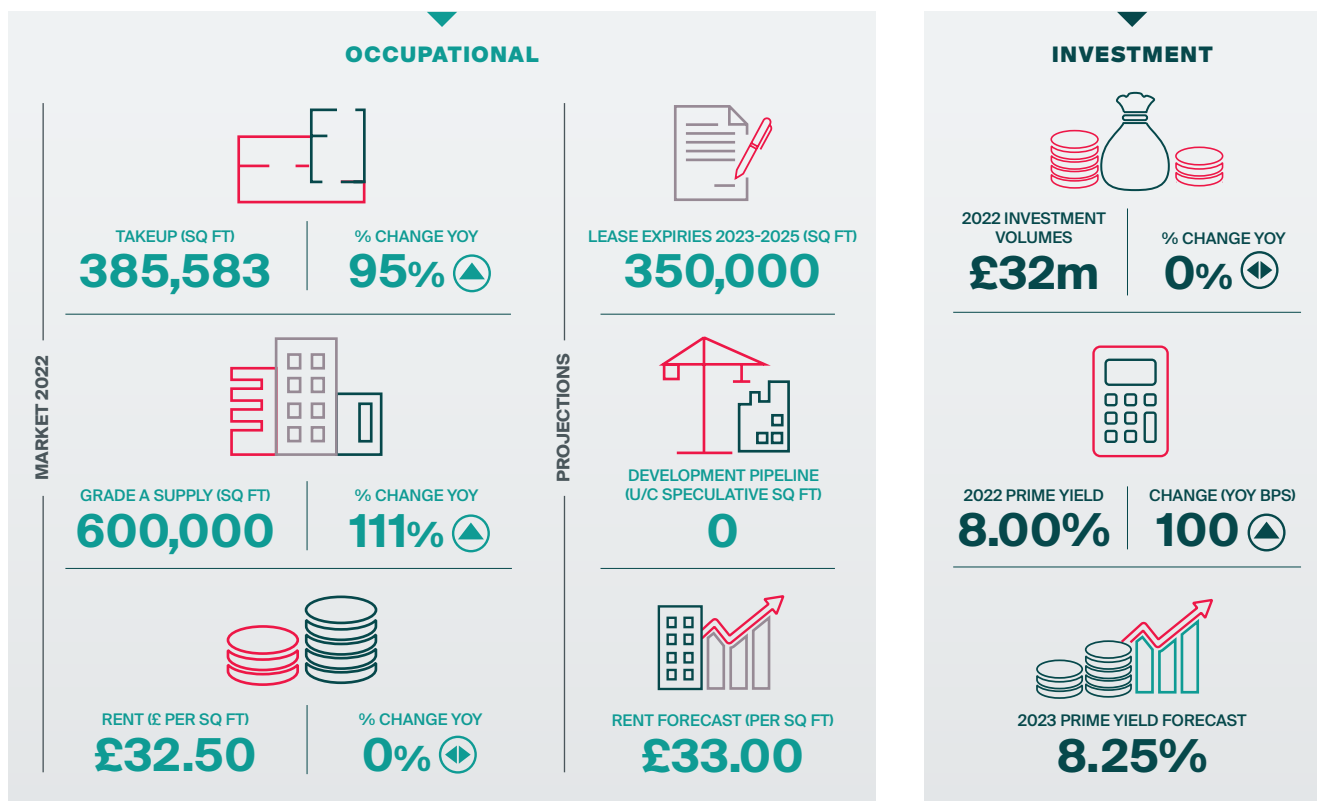 OCCUPATIONAL
MARKET 2022
TAKEUP (SQ FT)
385,583
% CHANGE YOY
95%
GRADE A SUPPLY (SQ FT)
600,000
% CHANGE YOY
111%
RENT (£ PER SQ FT)
£32.50
% CHANGE YOY
0%
PROJECTIONS
LEASE EXPIRIES 2023-2025 (SQ FT)
350,000
DEVELOPMENT PIPELINE
(U/C SPECULATIVE SQ FT)
0
RENT FORECAST (PER SQ FT)
£33.00
INVESTMENT
2022 INVESTMENT
VOLUMES
£32m
% CHANGE YOY
0%
2022 PRIME YIELD
8.00%
CHANGE (YOY BPS)
100
2023 PRIME YIELD FORECAST
8.25%